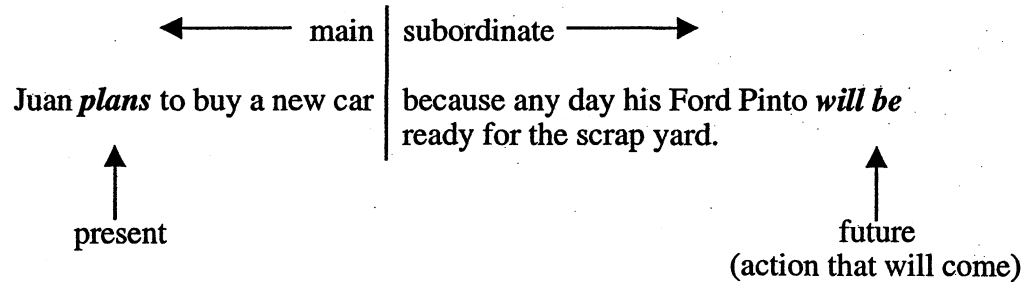 main subordinate
Juan plans to buy a new car because any day his Ford Pinto will be
ready for the scrap yard.
present future
(action that will come)